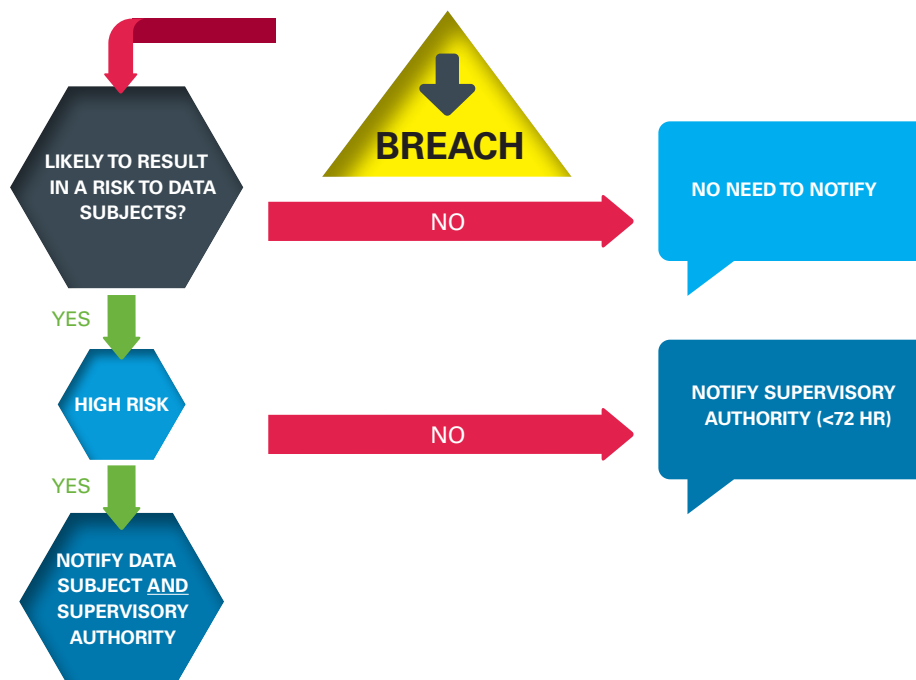 BREACH
LIKELY TO RESULT
IN A RISK TO DATA
SUBJECTS?
NO
NO NEED TO NOTIFY
YES
HIGH RISK
NO
NOTIFY SUPERVISORY
AUTHORITY (<72 HR)
YES
NOTIFY DATA
SUBJECT AND
SUPERVISORY
AUTHORITY